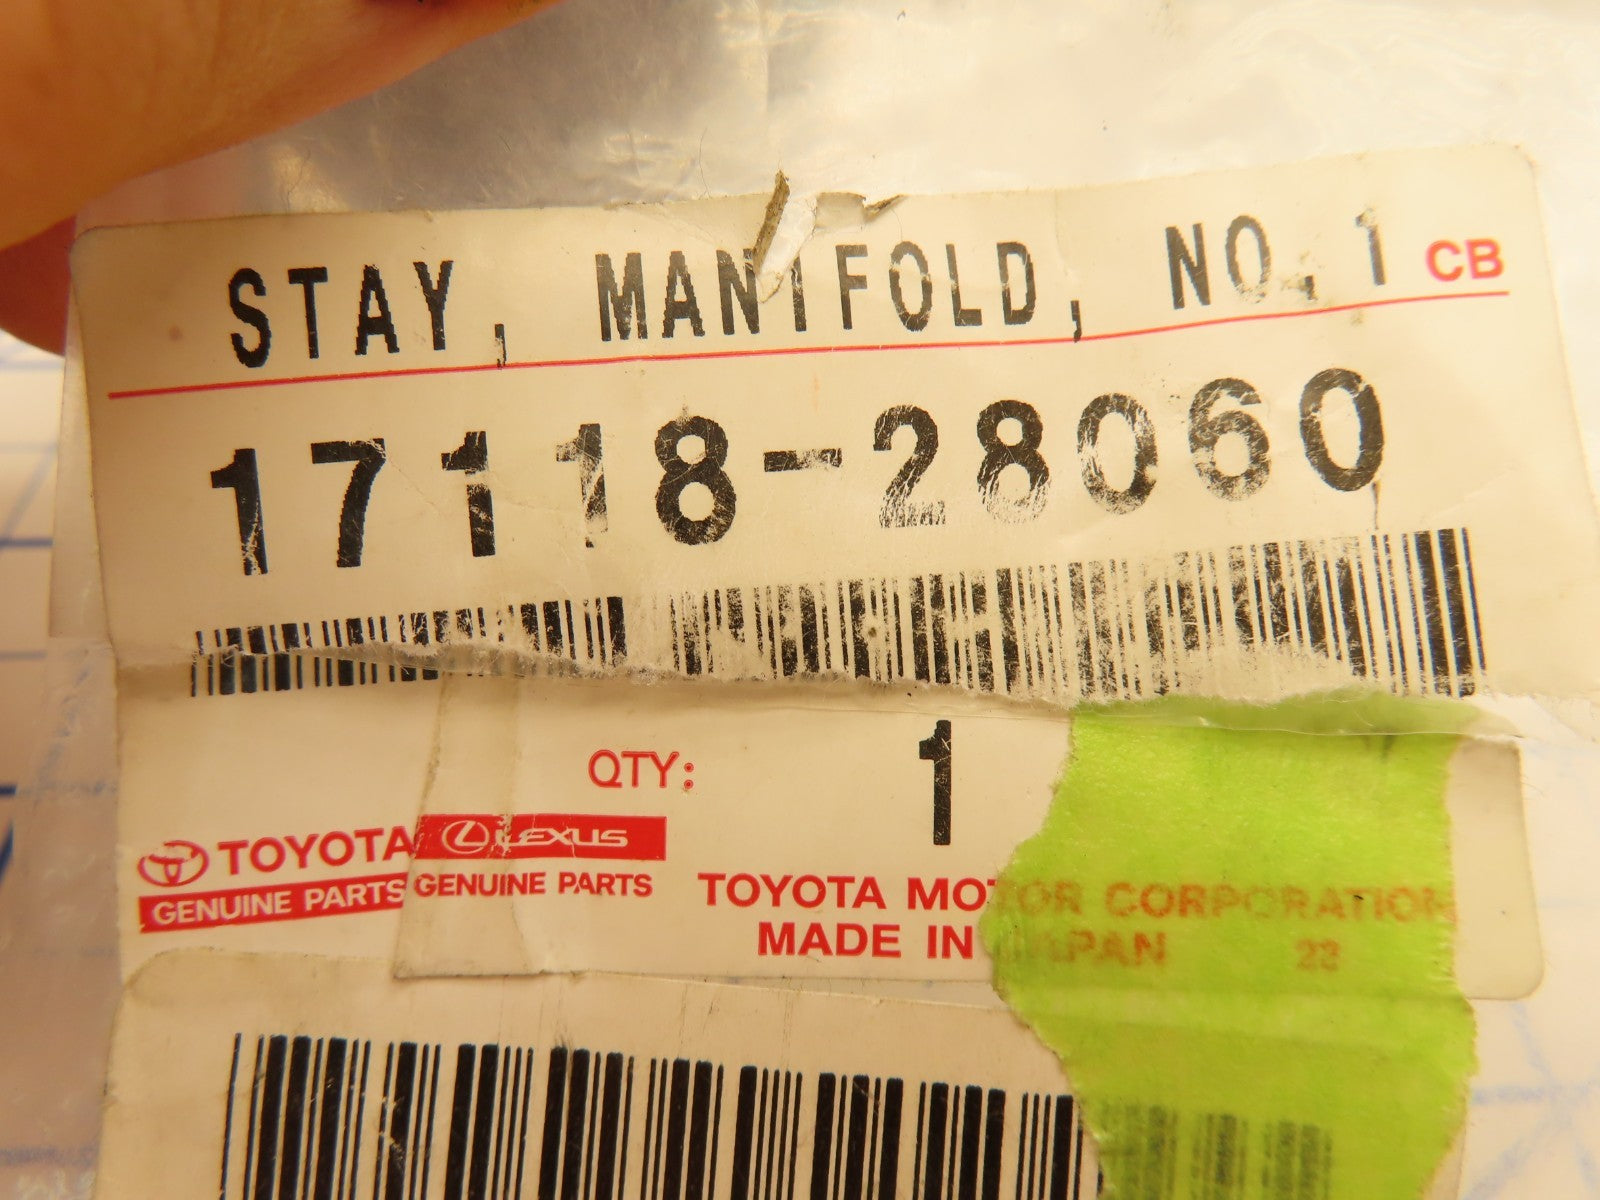 STAY, MANIFOLD, NO.1 CB
17118-28060
QTY: 1
TOYOTA LEXUS
GENUINE PARTS GENUINE PARTS
TOYOTA MOTOR CORPORATION
MADE IN JAPAN 23